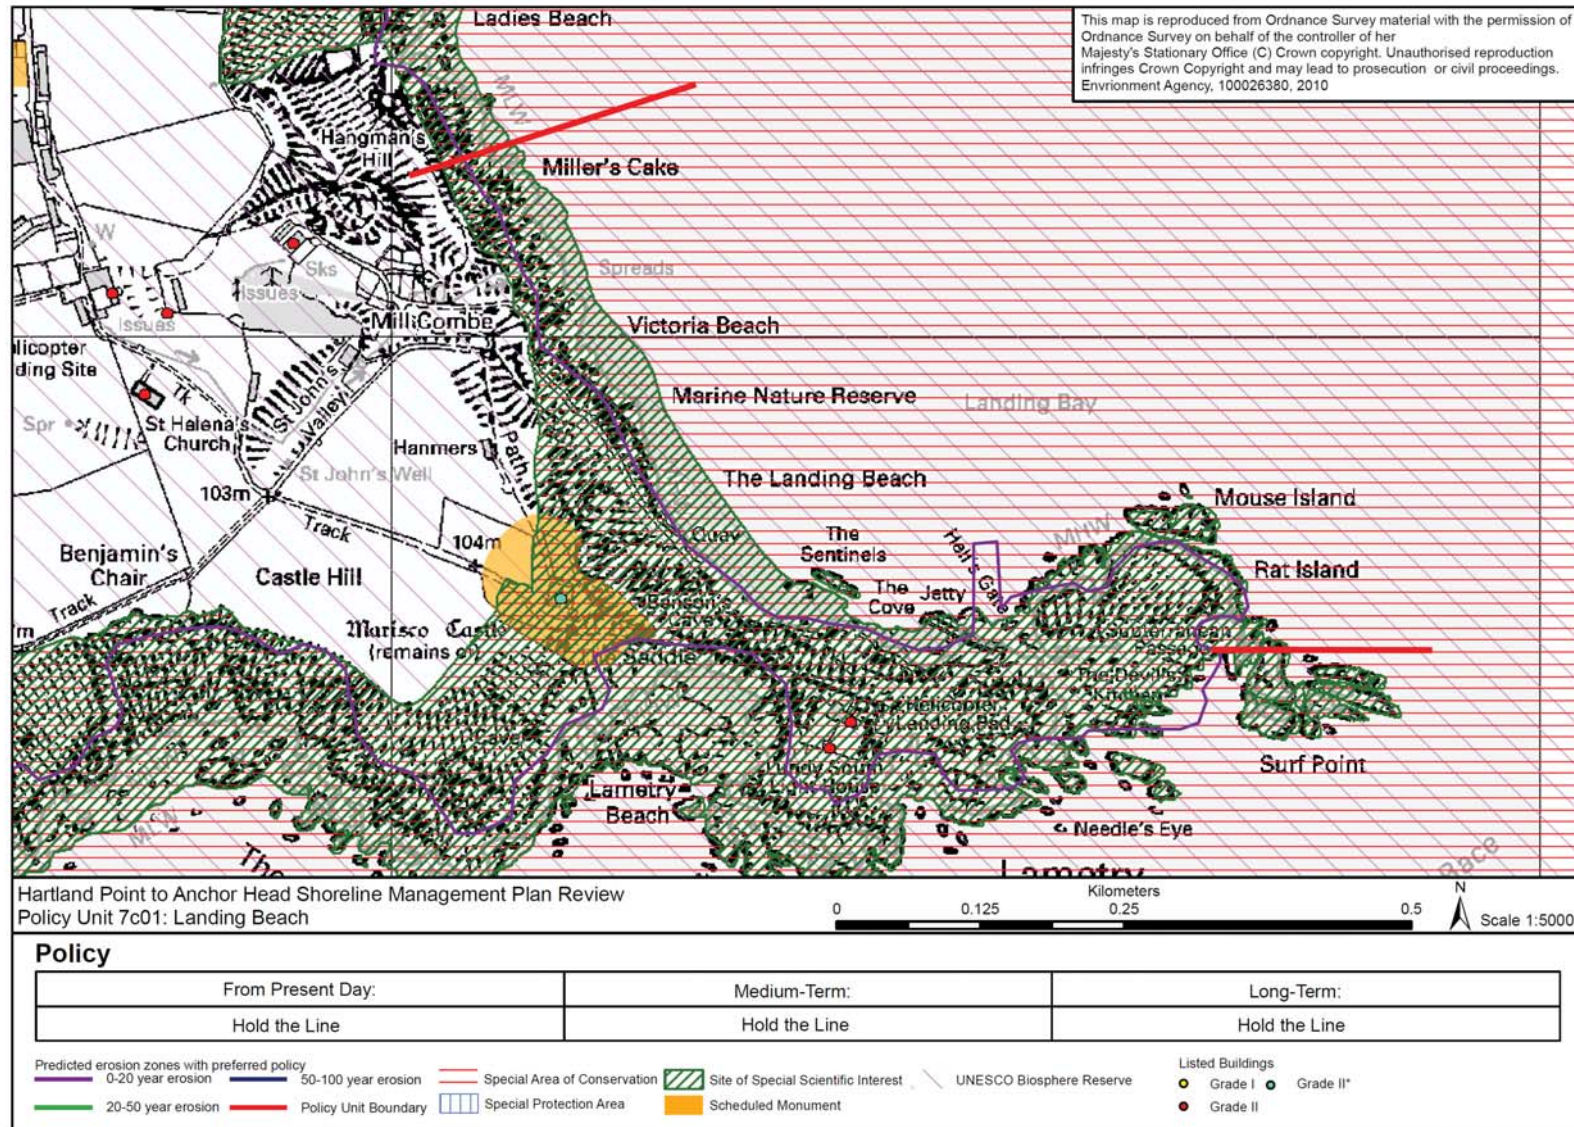 Ladies Beach
This map is reproduced from Ordnance Survey material with the permission of
Ordnance Survey on behalf of the controller of her
Majesty's Stationary Office (C) Crown copyright. Unauthorised reproduction
infringes Crown Copyright and may lead to prosecution or civil proceedings.
Envrionment Agency, 100026380, 2010
MLW
Hangman's
Hill
Miller's Cake
W
Sks
Issues
Spreads
Issues
Mill Combe
Victoria Beach
licopter
ding Site
Tk
St John's
Valley
Marine Nature Reserve
Landing Bay
Spr
St Helena's
Church
Hanmers
Path
St John's Well
The Landing Beach
103m
Mouse Island
Track
104m
Quay
The
Sentinels
Hell's Gate
MHW
Benjamin's
Chair
Castle Hill
Rat Island
The
Cove
Jetty
Track
Benson's
Cave
m
Marisco Castle
(remains of)
Saddle
Subterranean
Passage
The Devil's
Kitchen
Helicopter
Landing Pad
Surf Point
Lundy South
Lighthouse
Lametry
Beach
MLW
Needle's Eye
The
Lametry
Race
Hartland Point to Anchor Head Shoreline Management Plan Review
Policy Unit 7c01: Landing Beach
Kilometers
0 0.125 0.25 0.5
N
Scale 1:5000
Policy
From Present Day: Medium-Term: Long-Term:
Hold the Line Hold the Line Hold the Line
Predicted erosion zones with preferred policy
0-20 year erosion 50-100 year erosion Special Area of Conservation Site of Special Scientific Interest UNESCO Biosphere Reserve
20-50 year erosion Policy Unit Boundary Special Protection Area Scheduled Monument
Listed Buildings
Grade I Grade II*
Grade II